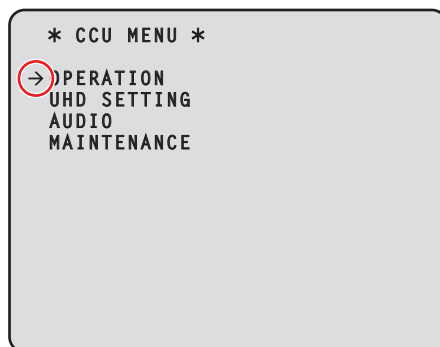 * CCU MENU *
→OPERATION
UHD SETTING
AUDIO
MAINTENANCE